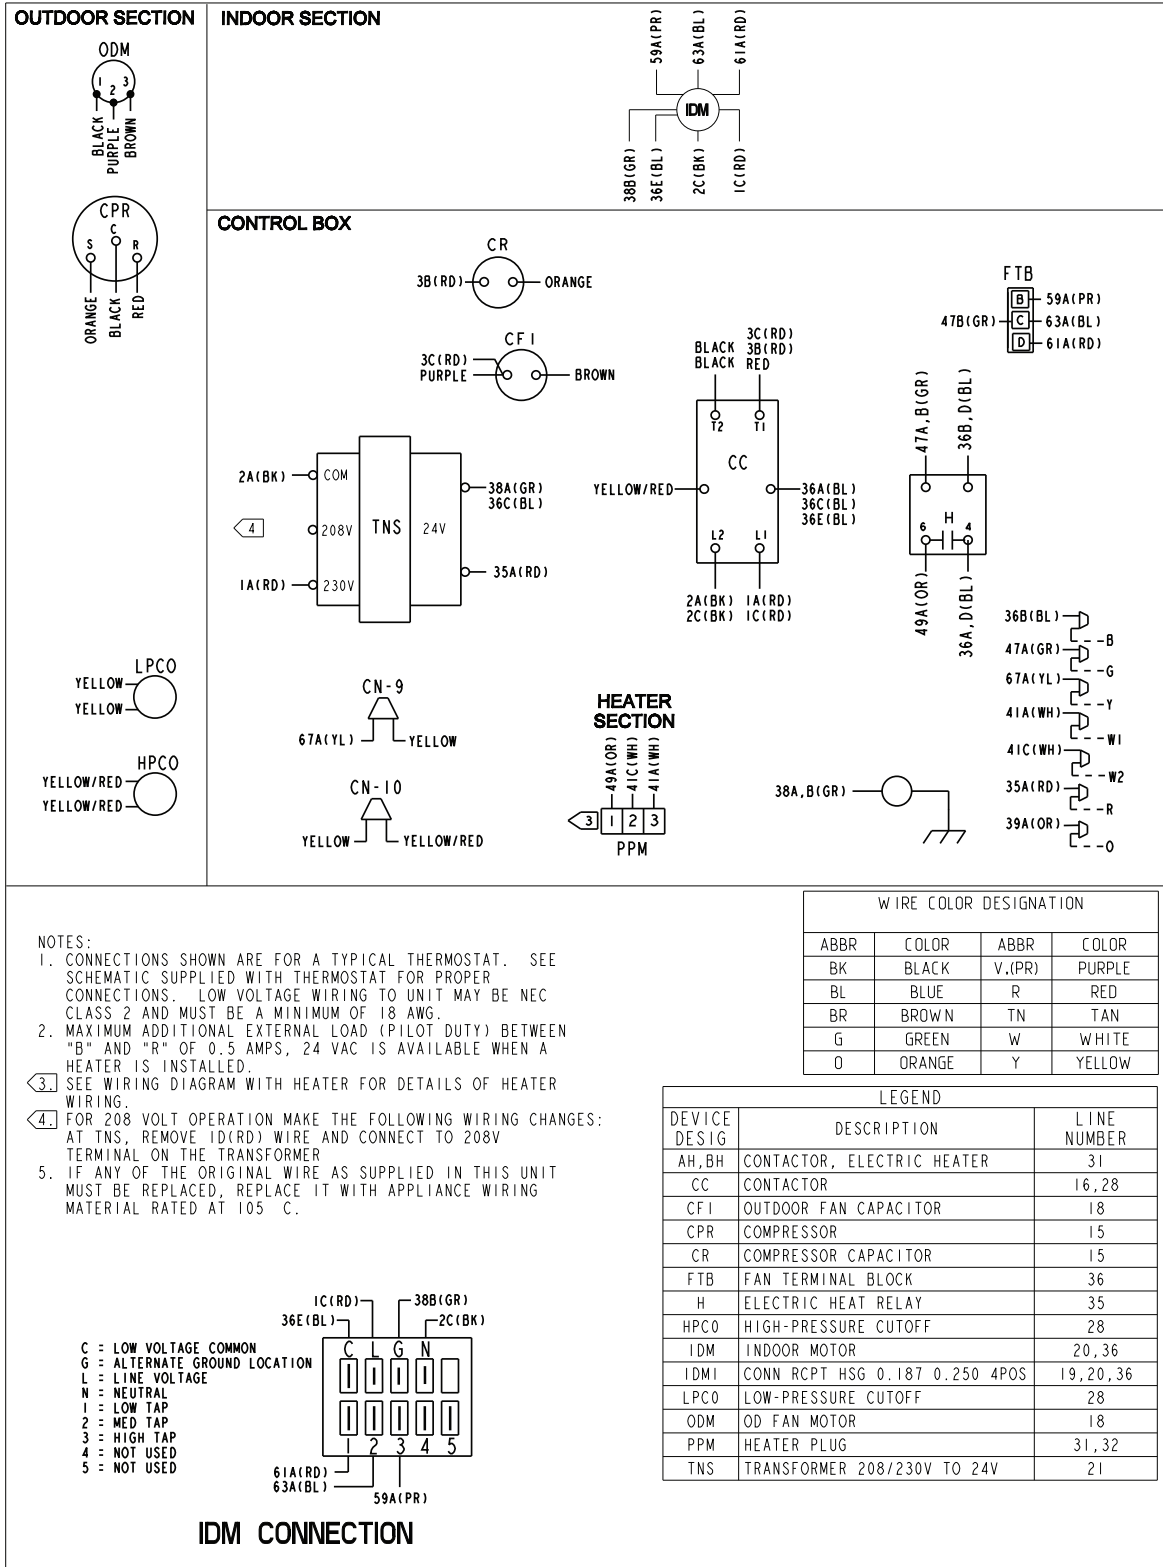 OUTDOOR SECTION
ODM
1 2 3
BLACK
PURPLE
BROWN
CPR
C
S R
ORANGE
BLACK
RED
LPCO
YELLOW
YELLOW
HPCO
YELLOW/RED
YELLOW/RED
INDOOR SECTION
59A(PR)
63A(BL)
61A(RD)
IDM
38B(GR)
36E(BL)
2C(BK)
1C(RD)
CONTROL BOX
CR
3B(RD) ORANGE
CF1
3C(RD)
PURPLE BROWN
2A(BK) COM
4 208V
1A(RD) 230V
TNS
24V
38A(GR)
36C(BL)
35A(RD)
3C(RD)
BLACK 3B(RD)
BLACK RED
T2 T1
CC
YELLOW/RED
36A(BL)
36C(BL)
36E(BL)
L2 L1
2A(BK) 1A(RD)
2C(BK) 1C(RD)
FTB
B 59A(PR)
47B(GR) C 63A(BL)
D 61A(RD)
47A,B(GR)
36B,D(BL)
H
6 4
49A(OR)
36A,D(BL)
36B(BL) B
47A(GR) G
67A(YL) Y
41A(WH) W1
41C(WH) W2
35A(RD) R
39A(OR) O
CN-9
67A(YL) YELLOW
CN-10
YELLOW YELLOW/RED
HEATER
SECTION
49A(OR)
41C(WH)
41A(WH)
3 1 2 3
PPM
38A,B(GR)
NOTES:
1. CONNECTIONS SHOWN ARE FOR A TYPICAL THERMOSTAT. SEE
SCHEMATIC SUPPLIED WITH THERMOSTAT FOR PROPER
CONNECTIONS. LOW VOLTAGE WIRING TO UNIT MAY BE NEC
CLASS 2 AND MUST BE A MINIMUM OF 18 AWG.
2. MAXIMUM ADDITIONAL EXTERNAL LOAD (PILOT DUTY) BETWEEN
"B" AND "R" OF 0.5 AMPS, 24 VAC IS AVAILABLE WHEN A
HEATER IS INSTALLED.
3. SEE WIRING DIAGRAM WITH HEATER FOR DETAILS OF HEATER
WIRING.
4. FOR 208 VOLT OPERATION MAKE THE FOLLOWING WIRING CHANGES:
AT TNS, REMOVE 1D(RD) WIRE AND CONNECT TO 208V
TERMINAL ON THE TRANSFORMER
5. IF ANY OF THE ORIGINAL WIRE AS SUPPLIED IN THIS UNIT
MUST BE REPLACED, REPLACE IT WITH APPLIANCE WIRING
MATERIAL RATED AT 105 C.
WIRE COLOR DESIGNATION
ABBR COLOR ABBR COLOR
BK BLACK V.(PR) PURPLE
BL BLUE R RED
BR BROWN TN TAN
G GREEN W WHITE
O ORANGE Y YELLOW
LEGEND
DEVICE DESIG DESCRIPTION LINE NUMBER
AH,BH CONTACTOR, ELECTRIC HEATER 31
CC CONTACTOR 16,28
CF1 OUTDOOR FAN CAPACITOR 18
CPR COMPRESSOR 15
CR COMPRESSOR CAPACITOR 15
FTB FAN TERMINAL BLOCK 36
H ELECTRIC HEAT RELAY 35
HPCO HIGH-PRESSURE CUTOFF 28
IDM INDOOR MOTOR 20,36
IDM1 CONN RCPT HSG 0.187 0.250 4POS 19,20,36
LPCO LOW-PRESSURE CUTOFF 28
ODM OD FAN MOTOR 18
PPM HEATER PLUG 31,32
TNS TRANSFORMER 208/230V TO 24V 21
C = LOW VOLTAGE COMMON
G = ALTERNATE GROUND LOCATION
L = LINE VOLTAGE
N = NEUTRAL
1 = LOW TAP
2 = MED TAP
3 = HIGH TAP
4 = NOT USED
5 = NOT USED
1C(RD) 38B(GR)
36E(BL) 2C(BK)
C L G N
1 2 3 4 5
61A(RD)
63A(BL)
59A(PR)
IDM CONNECTION